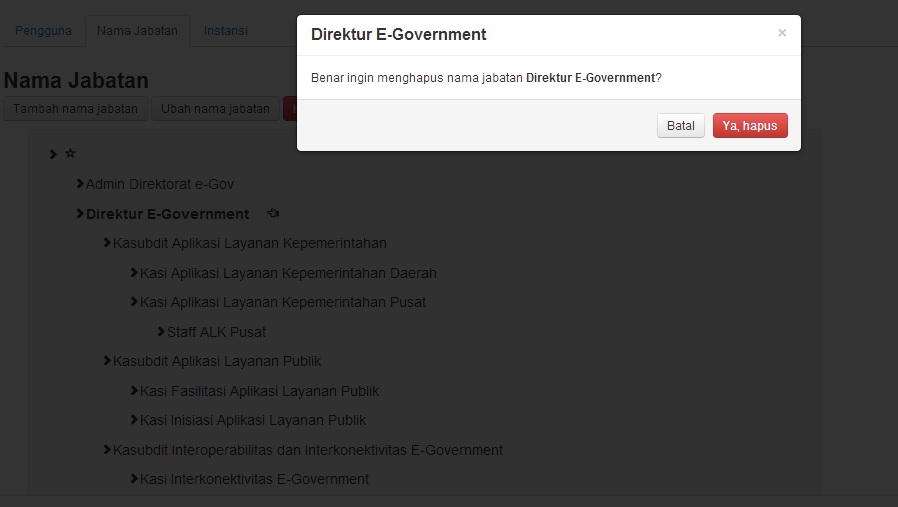 Pengguna
Nama Jabatan
Instansi
Direktur E-Government
×
Benar ingin menghapus nama jabatan Direktur E-Government?
Batal
Ya, hapus
Nama Jabatan
Tambah nama jabatan
Ubah nama jabatan
Admin Direktorat e-Gov
Direktur E-Government
Kasubdit Aplikasi Layanan Kepemerintahan
Kasi Aplikasi Layanan Kepemerintahan Daerah
Kasi Aplikasi Layanan Kepemerintahan Pusat
Staff ALK Pusat
Kasubdit Aplikasi Layanan Publik
Kasi Fasilitasi Aplikasi Layanan Publik
Kasi Inisiasi Aplikasi Layanan Publik
Kasubdit Interoperabilitas dan Interkonektivitas E-Government
Kasi Interkonektivitas E-Government